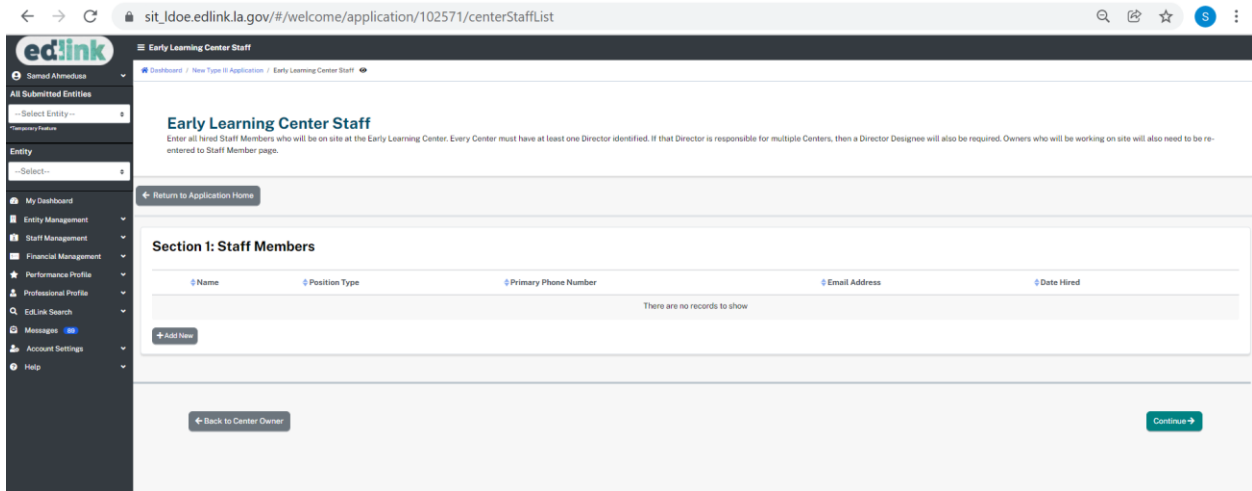 sit_ldoe.edlink.la.gov/#/welcome/application/102571/centerStaffList
S
ed:link
Early Learning Center Staff
Samad Ahmedusa
Dashboard / New Type III Application / Early Learning Center Staff
All Submitted Entities
--Select Entity--
*Temporary Feature
Entity
--Select--
My Dashboard
Entity Management
Staff Management
Financial Management
Performance Profile
Professional Profile
EdLink Search
Messages
Account Settings
Help
Early Learning Center Staff
Enter all hired Staff Members who will be on site at the Early Learning Center. Every Center must have at least one Director identified. If that Director is responsible for multiple Centers, then a Director Designee will also be required. Owners who will be working on site will also need to be re-
entered to Staff Member page.
Return to Application Home
Section 1: Staff Members
Name Position Type Primary Phone Number Email Address Date Hired
There are no records to show
+ Add New
Back to Center Owner
Continue